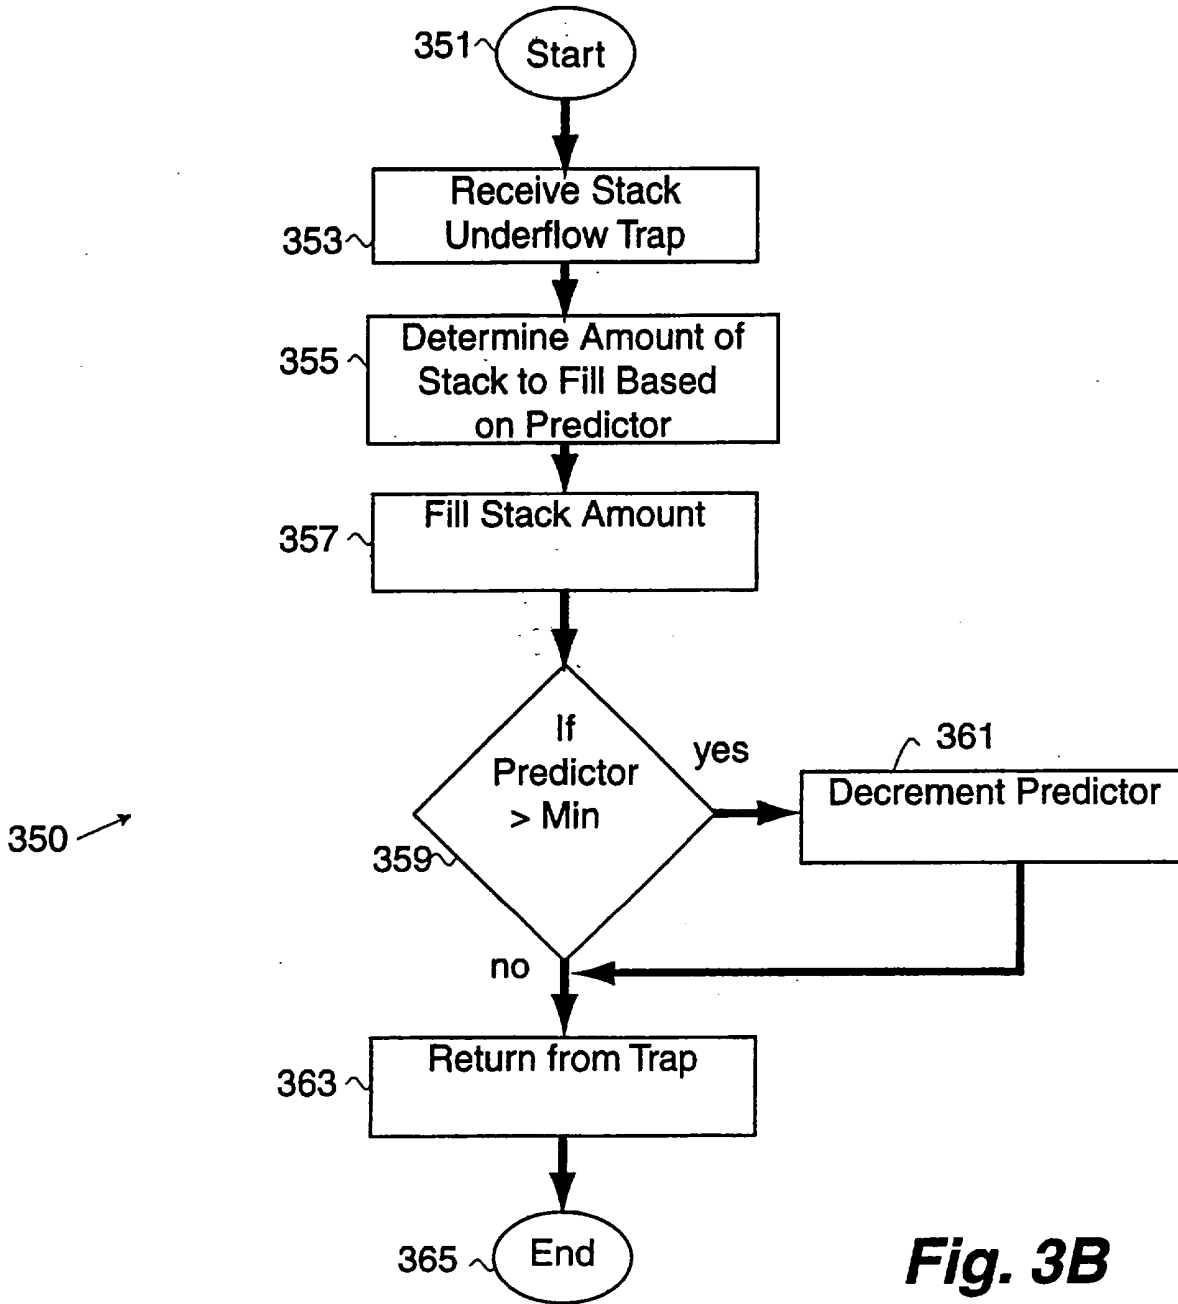 351
Start
Receive Stack
Underflow Trap
353
Determine Amount of
Stack to Fill Based
on Predictor
355
Fill Stack Amount
357
If
Predictor
> Min
359
yes
361
Decrement Predictor
350
no
Return from Trap
363
End
365
Fig. 3B